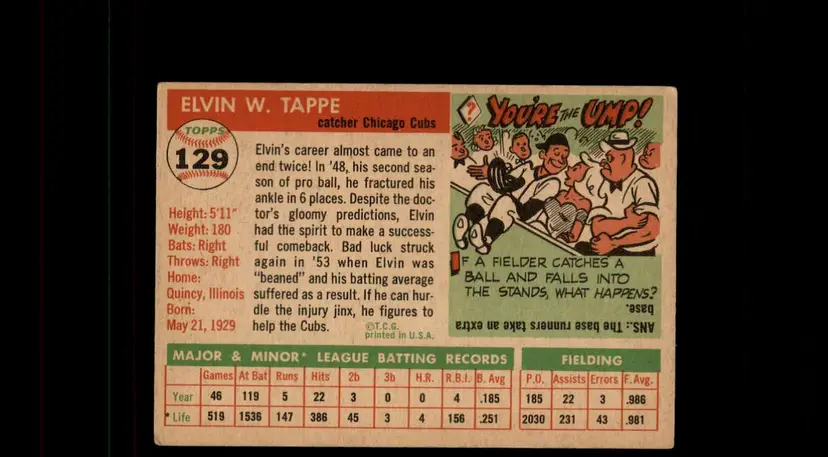 ELVIN W. TAPPE
catcher Chicago Cubs
TOPPS
129
Height: 5'11"
Weight: 180
Bats: Right
Throws: Right
Home:
Quincy, Illinois
Born:
May 21, 1929
Elvin's career almost came to an
end twice! In '48, his second sea-
son of pro ball, he fractured his
ankle in 6 places. Despite the doc-
tor's gloomy predictions, Elvin
had the spirit to make a success-
ful comeback. Bad luck struck
again in '53 when Elvin was
"beaned" and his batting average
suffered as a result. If he can hur-
dle the injury jinx, he figures to
help the Cubs.
©T.C.G.
printed in U.S.A.
? YOU'RE THE UMP!
IF A FIELDER CATCHES A
BALL AND FALLS INTO
THE STANDS, WHAT HAPPENS?
ANS.: The base runners take an extra
base.
MAJOR & MINOR* LEAGUE BATTING RECORDS FIELDING
Games At Bat Runs Hits 2b 3b H.R. R.B.I. B. Avg P.O. Assists Errors F. Avg.
Year 46 119 5 22 3 0 0 4 .185 185 22 3 .986
* Life 519 1536 147 386 45 3 4 156 .251 2030 231 43 .981